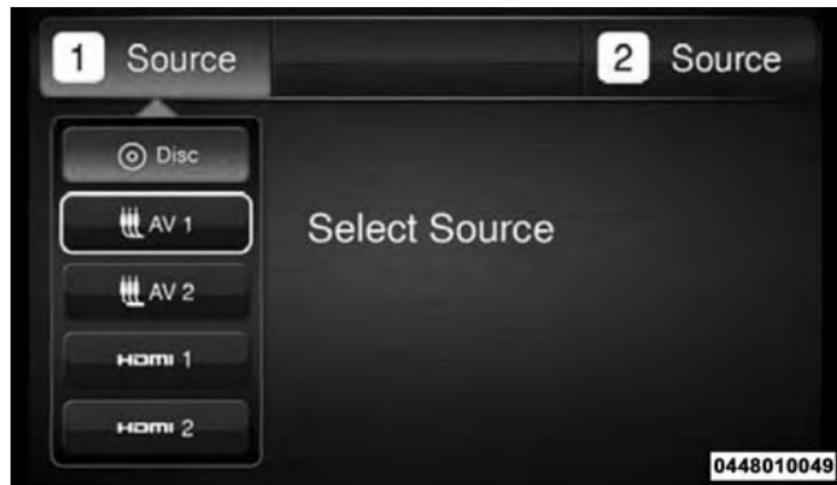 1 Source
2 Source
Disc
AV 1
Select Source
AV 2
HDMI 1
HDMI 2
0448010049